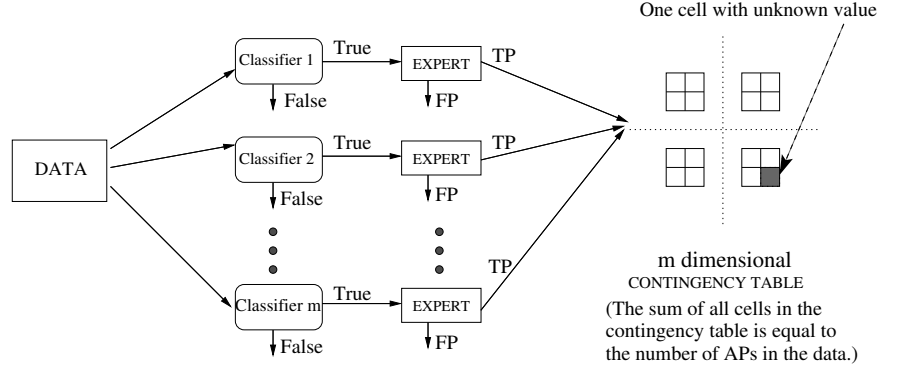 One cell with unknown value
Classifier 1
True
EXPERT
TP
False
FP
DATA
Classifier 2
True
EXPERT
TP
False
FP
Classifier m
True
EXPERT
TP
False
FP
m dimensional
CONTINGENCY TABLE
(The sum of all cells in the
contingency table is equal to
the number of APs in the data.)